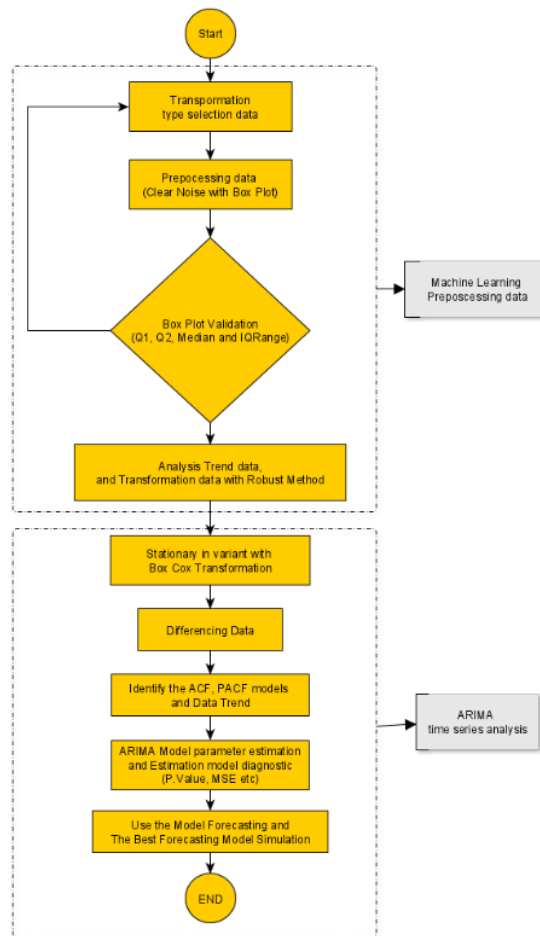 Start
Transpormation
type selection data
Prepocessing data
(Clear Noise with Box Plot)
Box Plot Validation
(Q1, Q2, Median and IQRange)
Machine Learning
Preposcessing data
Analysis Trend data,
and Transformation data with Robust Method
Stationary in variant with
Box Cox Transformation
Differencing Data
Identify the ACF, PACF models
and Data Trend
ARIMA
time series analysis
ARIMA Model parameter estimation
and Estimation model diagnostic
(P.Value, MSE etc)
Use the Model Forecasting and
The Best Forecasting Model Simulation
END